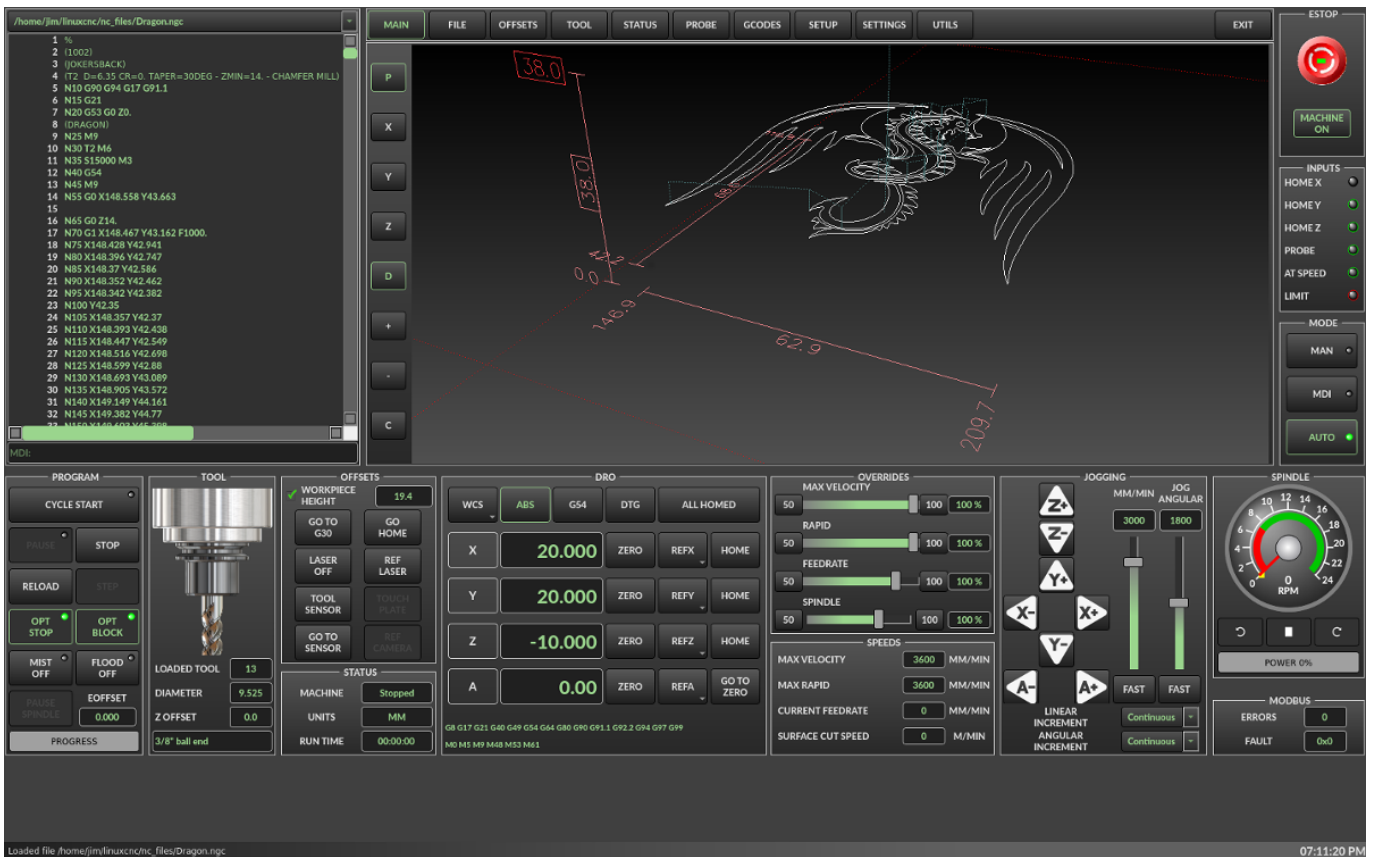 /home/jim/linuxcnc/nc_files/Dragon.ngc
1 %
2 (1002)
3 (JOKERSBACK)
4 (T2 D=6.35 CR=0. TAPER=30DEG - ZMIN=14. - CHAMFER MILL)
5 N10 G90 G94 G17 G91.1
6 N15 G21
7 N20 G53 G0 Z0.
8 (DRAGON)
9 N25 M9
10 N30 T2 M6
11 N35 S15000 M3
12 N40 G54
13 N45 M9
14 N55 G0 X148.558 Y43.663
15
16 N65 G0 Z14.
17 N70 G1 X148.467 Y43.162 F1000.
18 N75 X148.428 Y42.941
19 N80 X148.396 Y42.747
20 N85 X148.37 Y42.586
21 N90 X148.352 Y42.462
22 N95 X148.342 Y42.382
23 N100 Y42.35
24 N105 X148.357 Y42.37
25 N110 X148.393 Y42.438
26 N115 X148.447 Y42.549
27 N120 X148.516 Y42.698
28 N125 X148.599 Y42.88
29 N130 X148.693 Y43.089
30 N135 X148.905 Y43.572
31 N140 X149.149 Y44.161
32 N145 X149.382 Y44.77
MDI:
MAIN FILE OFFSETS TOOL STATUS PROBE GCODES SETUP SETTINGS UTILS EXIT
P
X
Y
Z
D
+
-
C
38.0
38.0
68.0
42.2
0.0
146.9
62.9
209.7
ESTOP
MACHINE
ON
INPUTS
HOME X
HOME Y
HOME Z
PROBE
AT SPEED
LIMIT
MODE
MAN
MDI
AUTO
PROGRAM
CYCLE START
PAUSE STOP
RELOAD STEP
OPT
STOP
OPT
BLOCK
MIST
OFF
FLOOD
OFF
PAUSE
SPINDLE
EOFFSET
0.000
PROGRESS
TOOL
LOADED TOOL 13
DIAMETER 9.525
Z OFFSET 0.0
3/8" ball end
OFFSETS
WORKPIECE
HEIGHT
19.4
GO TO
G30
GO
HOME
LASER
OFF
REF
LASER
TOOL
SENSOR
TOUCH
PLATE
GO TO
SENSOR
REF
CAMERA
STATUS
MACHINE Stopped
UNITS MM
RUN TIME 00:00:00
DRO
WCS ABS G54 DTG ALL HOMED
X 20.000 ZERO REFX HOME
Y 20.000 ZERO REFY HOME
Z -10.000 ZERO REFZ HOME
A 0.00 ZERO REFA GO TO
ZERO
G8 G17 G21 G40 G49 G54 G64 G80 G90 G91.1 G92.2 G94 G97 G99
M0 M5 M9 M48 M53 M61
OVERRIDES
MAX VELOCITY
50 100 100 %
RAPID
50 100 100 %
FEEDRATE
50 100 100 %
SPINDLE
50 100 100 %
SPEEDS
MAX VELOCITY 3600 MM/MIN
MAX RAPID 3600 MM/MIN
CURRENT FEEDRATE 0 MM/MIN
SURFACE CUT SPEED 0 M/MIN
JOGGING
MM/MIN JOG
ANGULAR
3000 1800
Z+
Z-
Y+
X- X+
Y-
A- A+
FAST FAST
LINEAR
INCREMENT
Continuous
ANGULAR
INCREMENT
Continuous
SPINDLE
0 2 4 6 8 10 12 14 16 18 20 22 24
0
RPM
POWER 0%
MODBUS
ERRORS 0
FAULT 0x0
Loaded file /home/jim/linuxcnc/nc_files/Dragon.ngc
07:11:20 PM